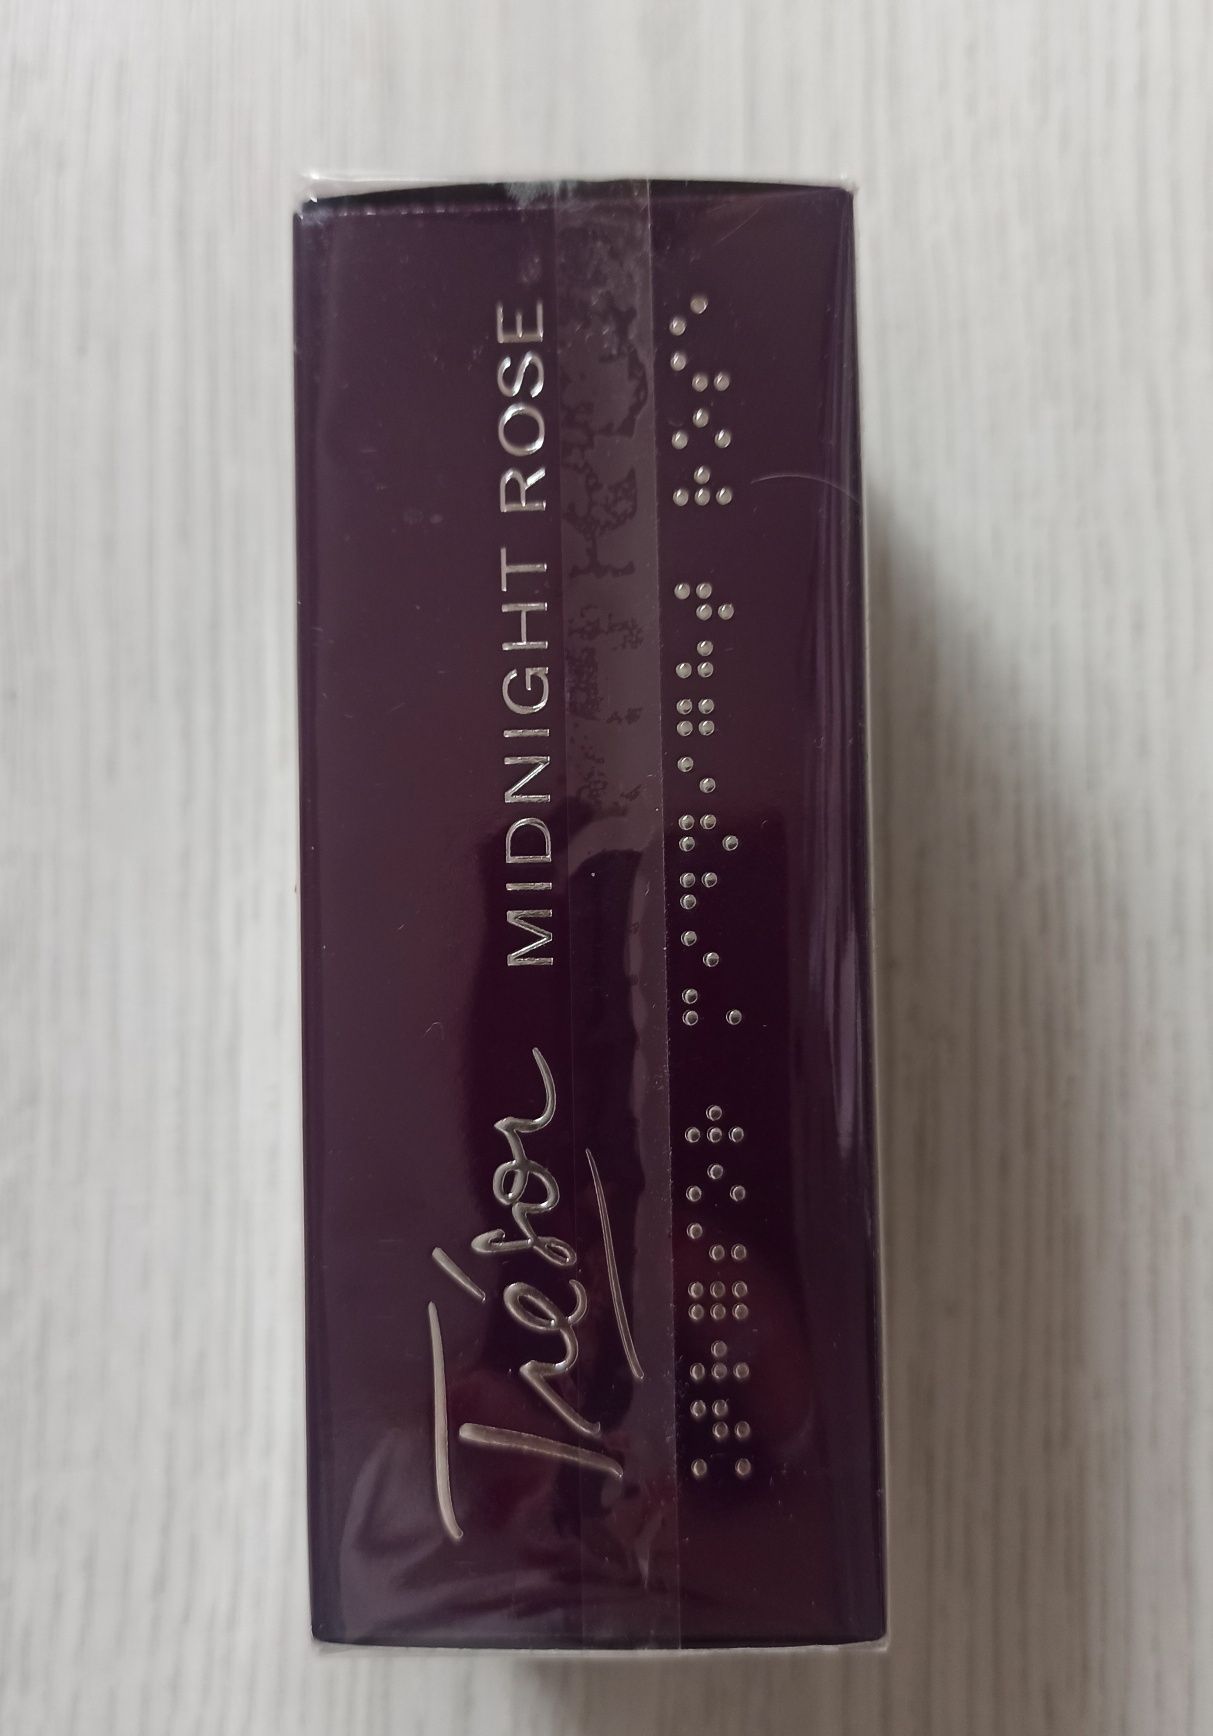 Trésor MIDNIGHT ROSE
⠨⠞⠗⠿⠎⠕⠗ ⠍⠊⠙⠝⠊⠛⠓⠞ ⠗⠕⠎⠑